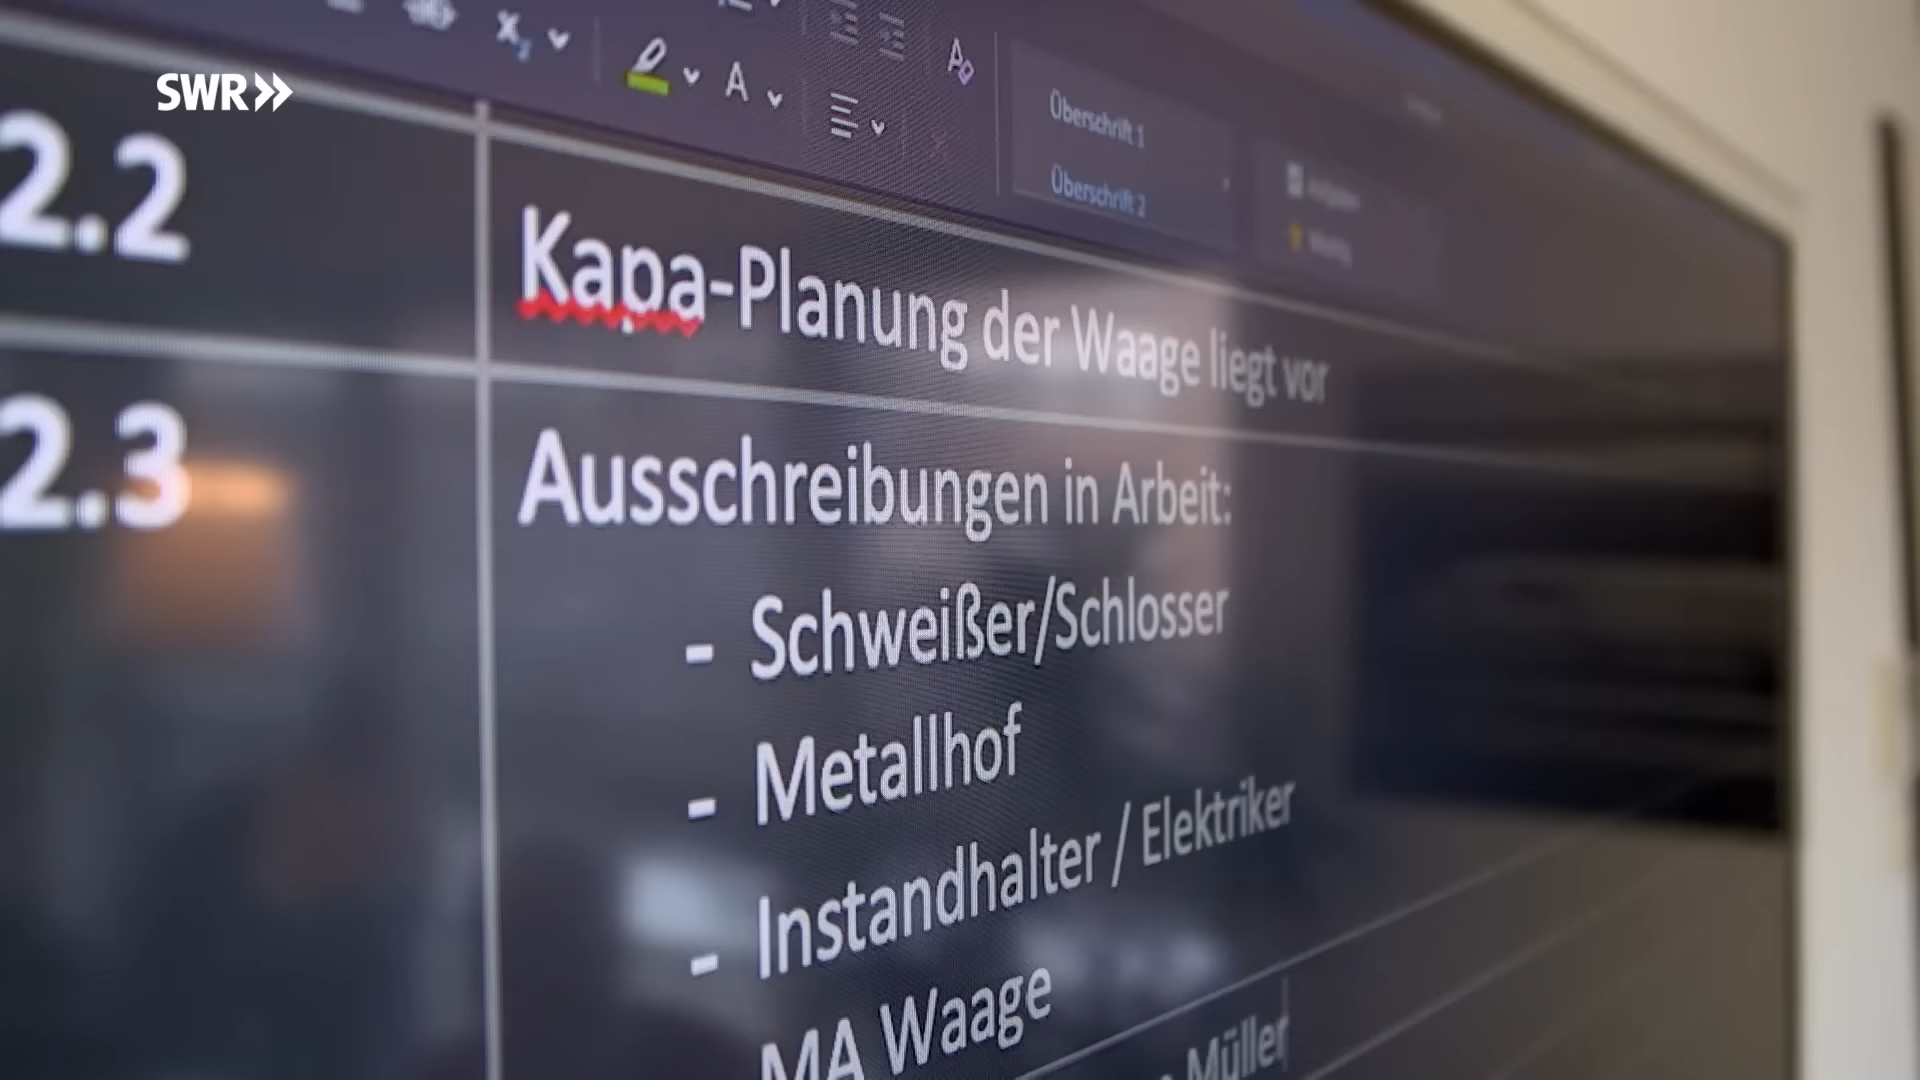 SWR
Überschrift 1
Überschrift 2
2.2
Kapa-Planung der Waage liegt vor
2.3
Ausschreibungen in Arbeit:
- Schweißer/Schlosser
- Metallhof
- Instandhalter / Elektriker
MA Waage
Müller